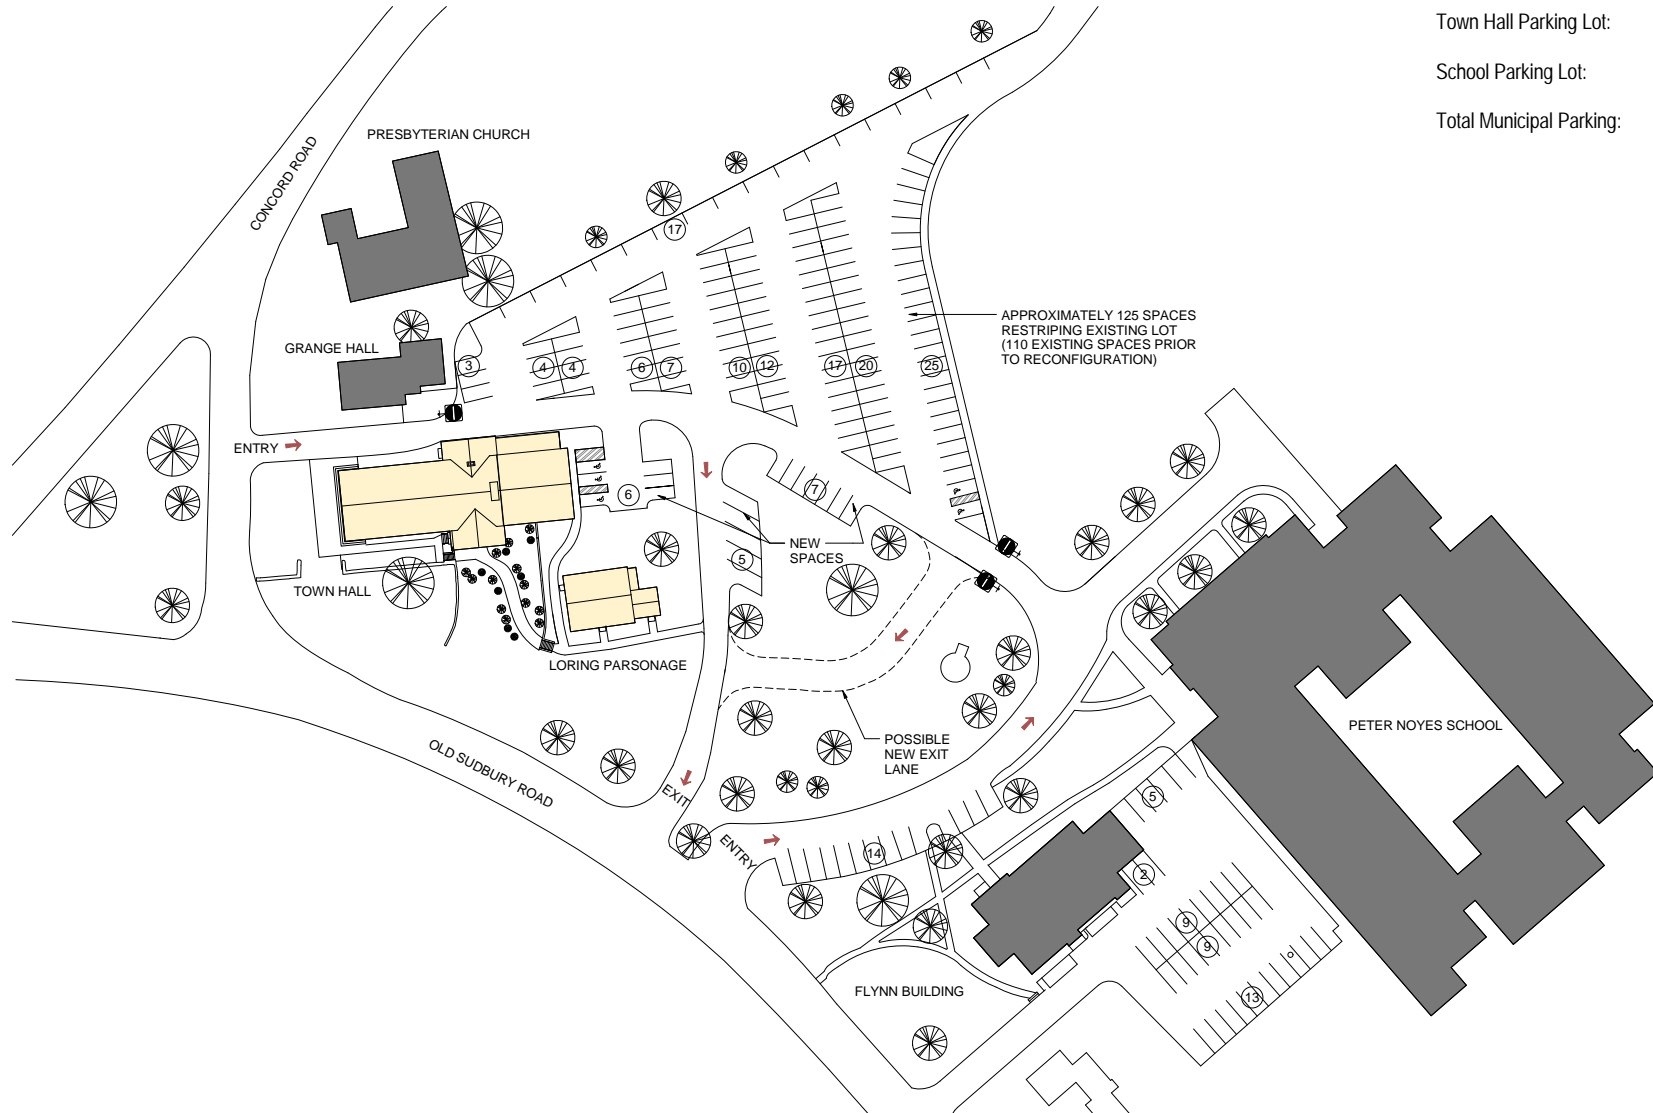 Town Hall Parking Lot:
School Parking Lot:
Total Municipal Parking:
PRESBYTERIAN CHURCH
CONCORD ROAD
17
GRANGE HALL
APPROXIMATELY 125 SPACES
RESTRIPING EXISTING LOT
(110 EXISTING SPACES PRIOR
TO RECONFIGURATION)
3
4
4
6
7
10
12
17
20
25
ENTRY
6
7
NEW
SPACES
5
TOWN HALL
LORING PARSONAGE
OLD SUDBURY ROAD
POSSIBLE
NEW EXIT
LANE
PETER NOYES SCHOOL
EXIT
ENTRY
14
5
2
9
9
13
FLYNN BUILDING